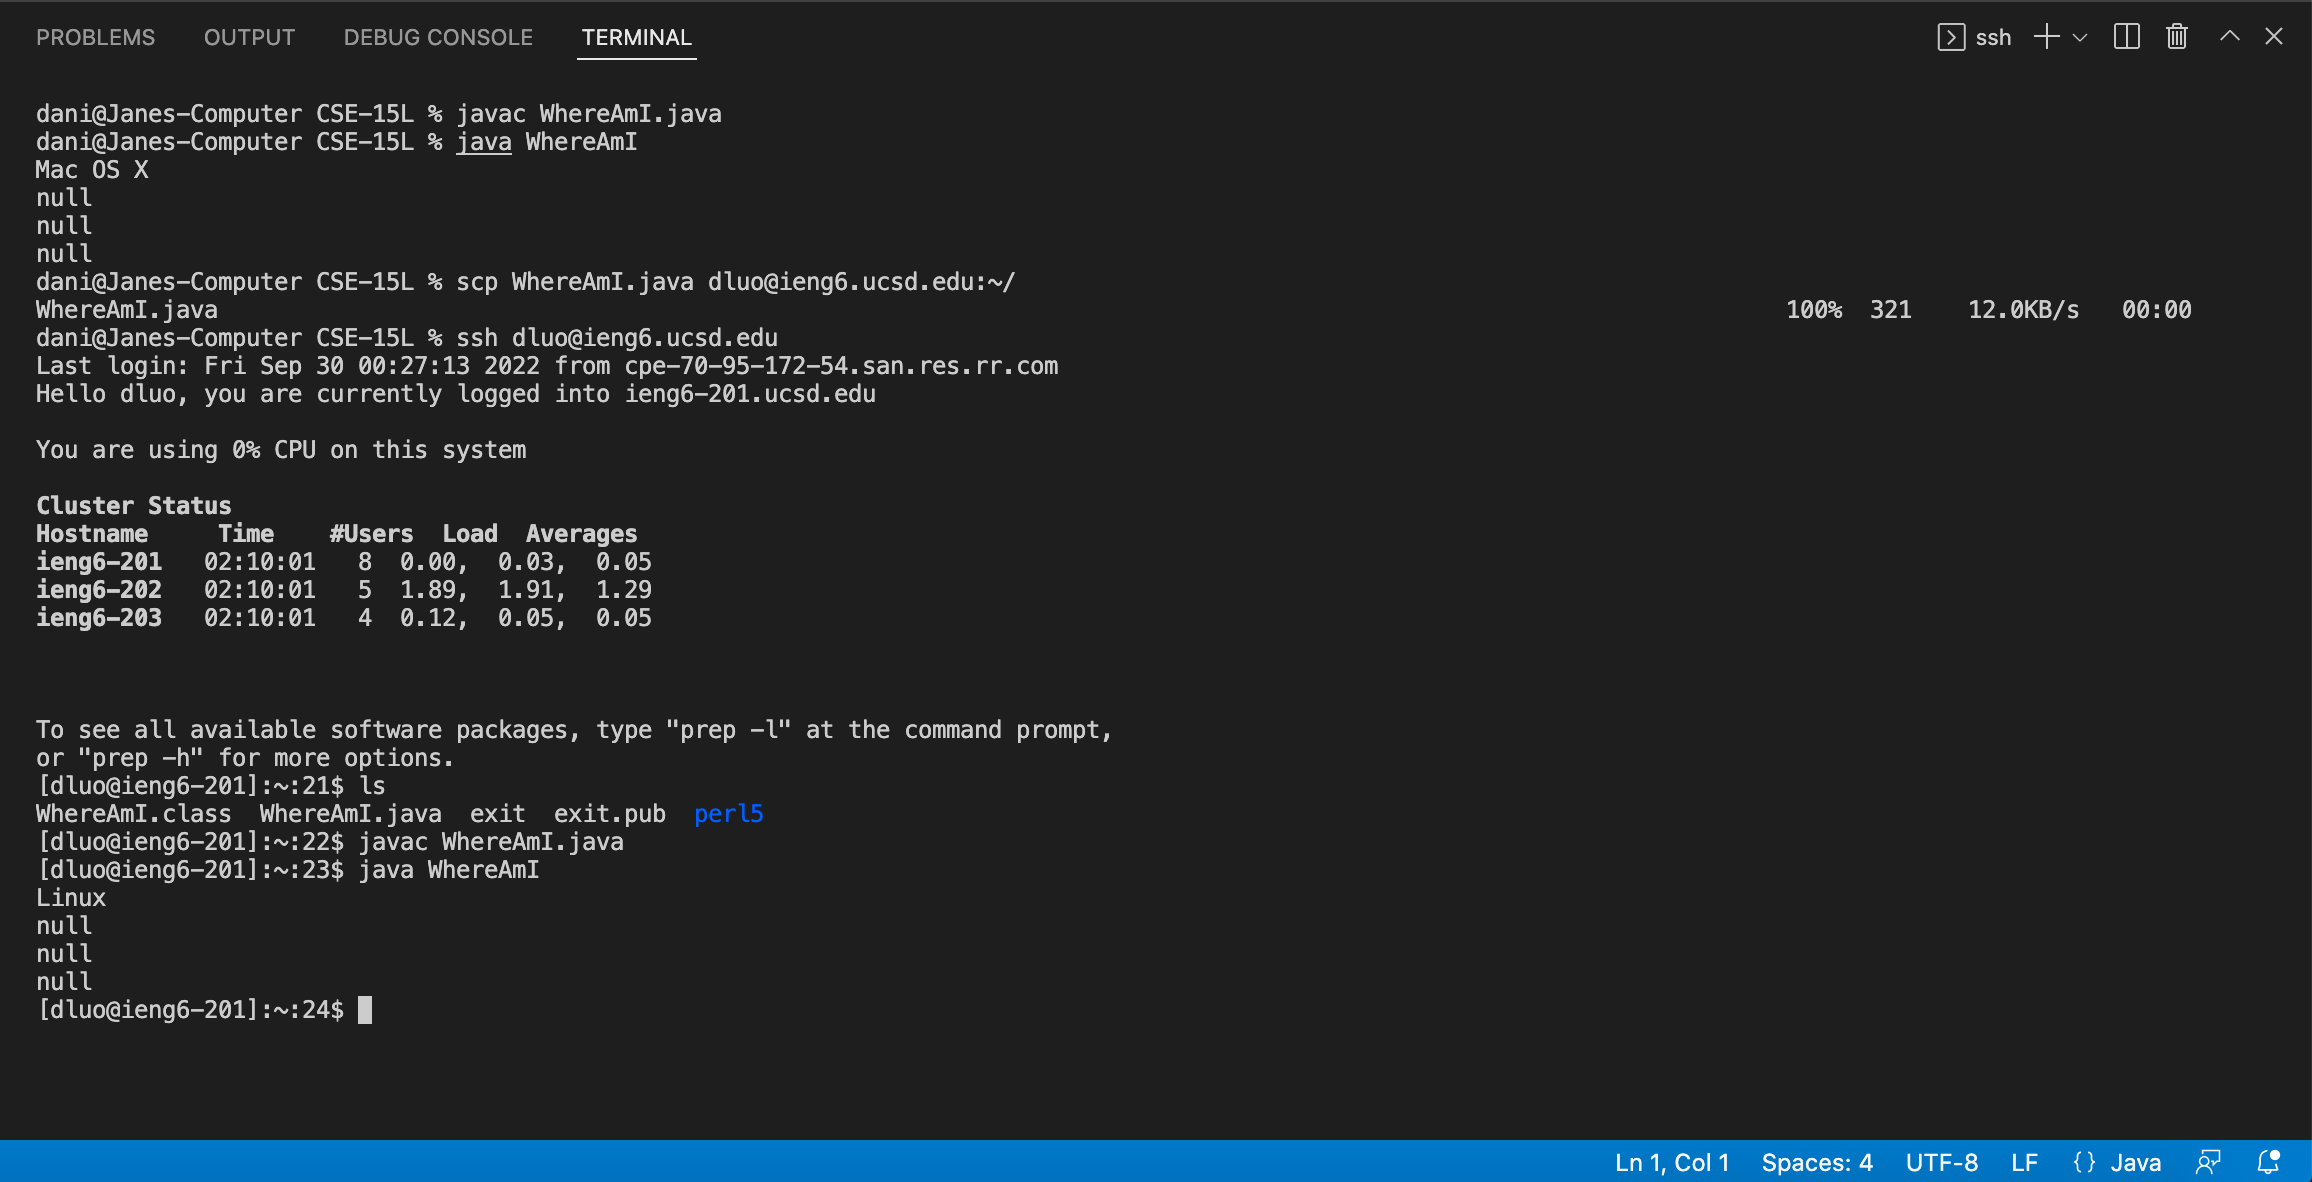 PROBLEMS OUTPUT DEBUG CONSOLE TERMINAL ssh
dani@Janes-Computer CSE-15L % javac WhereAmI.java
dani@Janes-Computer CSE-15L % java WhereAmI
Mac OS X
null
null
null
dani@Janes-Computer CSE-15L % scp WhereAmI.java dluo@ieng6.ucsd.edu:~/
WhereAmI.java 100% 321 12.0KB/s 00:00
dani@Janes-Computer CSE-15L % ssh dluo@ieng6.ucsd.edu
Last login: Fri Sep 30 00:27:13 2022 from cpe-70-95-172-54.san.res.rr.com
Hello dluo, you are currently logged into ieng6-201.ucsd.edu
You are using 0% CPU on this system
Cluster Status
Hostname Time #Users Load Averages
ieng6-201 02:10:01 8 0.00, 0.03, 0.05
ieng6-202 02:10:01 5 1.89, 1.91, 1.29
ieng6-203 02:10:01 4 0.12, 0.05, 0.05
To see all available software packages, type "prep -l" at the command prompt,
or "prep -h" for more options.
[dluo@ieng6-201]:~:21$ ls
WhereAmI.class WhereAmI.java exit exit.pub perl5
[dluo@ieng6-201]:~:22$ javac WhereAmI.java
[dluo@ieng6-201]:~:23$ java WhereAmI
Linux
null
null
null
[dluo@ieng6-201]:~:24$
Ln 1, Col 1 Spaces: 4 UTF-8 LF {} Java